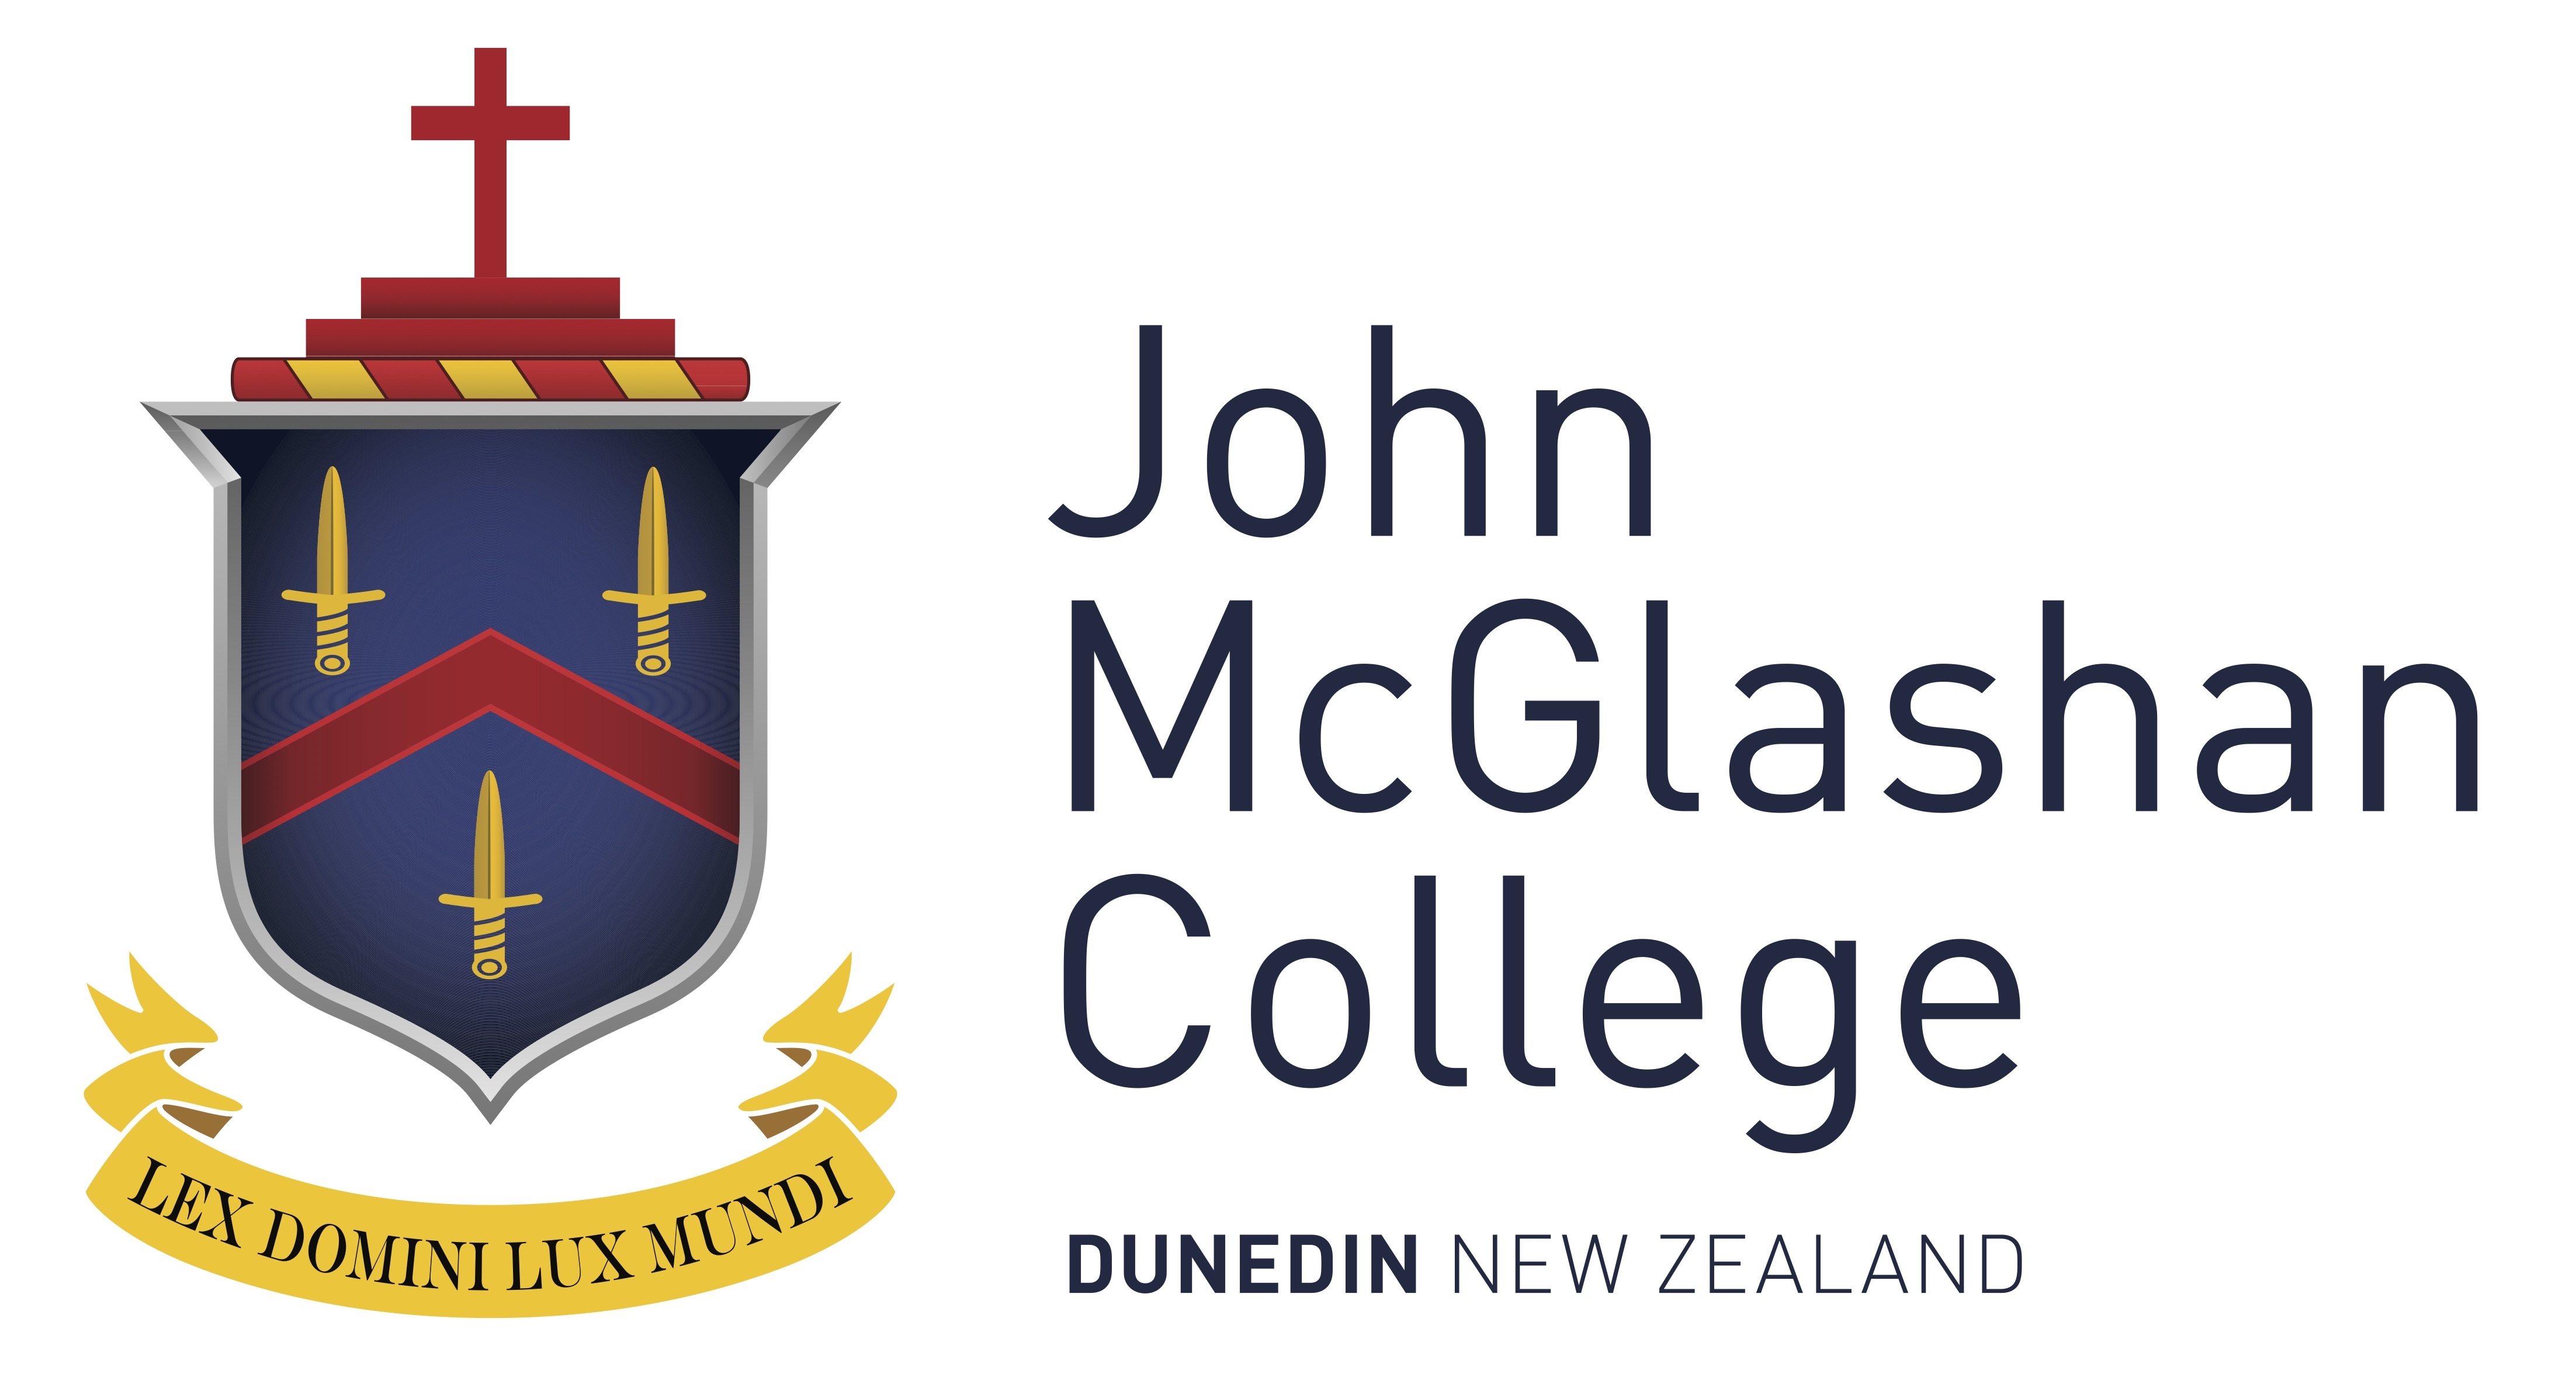 LEX DOMINI LUX MUNDI
John
McGlashan
College
DUNEDIN NEW ZEALAND